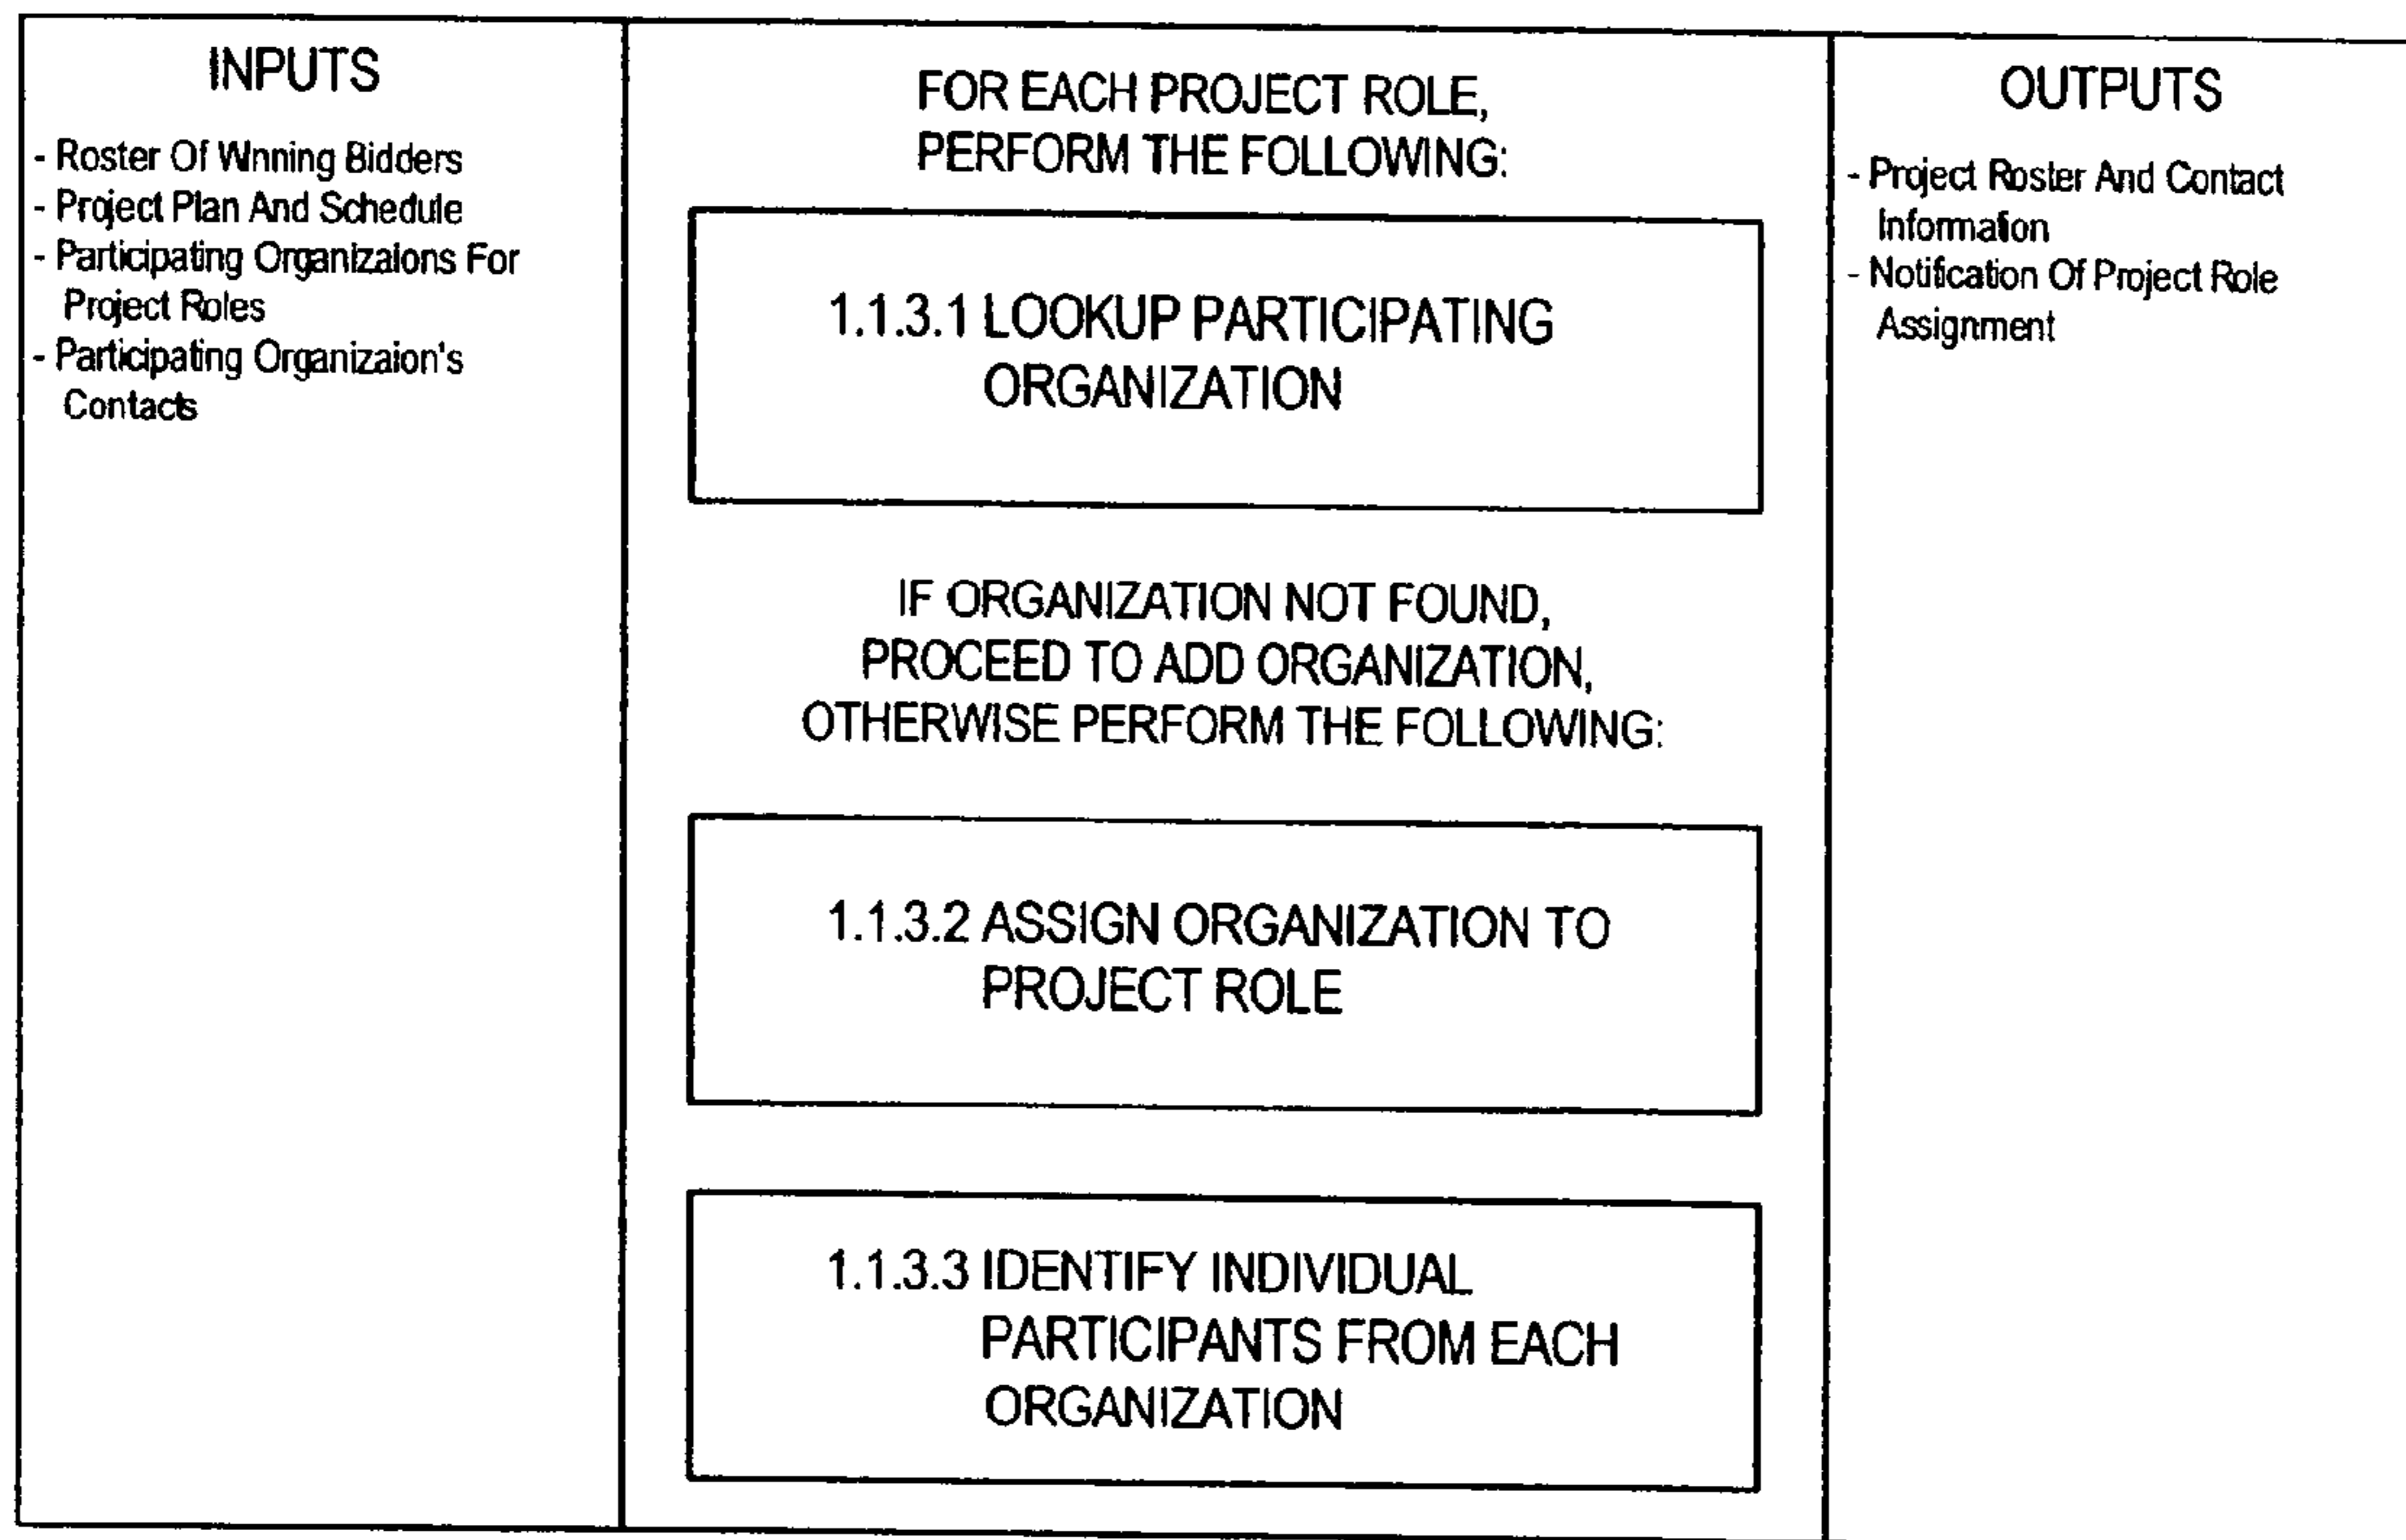 INPUTS
- Roster Of Winning Bidders
- Project Plan And Schedule
- Participating Organizaions For
Project Roles
- Participating Organizaion's
Contacts
FOR EACH PROJECT ROLE,
PERFORM THE FOLLOWING:
1.1.3.1 LOOKUP PARTICIPATING
ORGANIZATION
IF ORGANIZATION NOT FOUND,
PROCEED TO ADD ORGANIZATION,
OTHERWISE PERFORM THE FOLLOWING:
1.1.3.2 ASSIGN ORGANIZATION TO
PROJECT ROLE
1.1.3.3 IDENTIFY INDIVIDUAL
PARTICIPANTS FROM EACH
ORGANIZATION
OUTPUTS
- Project Roster And Contact
Information
- Notification Of Project Role
Assignment